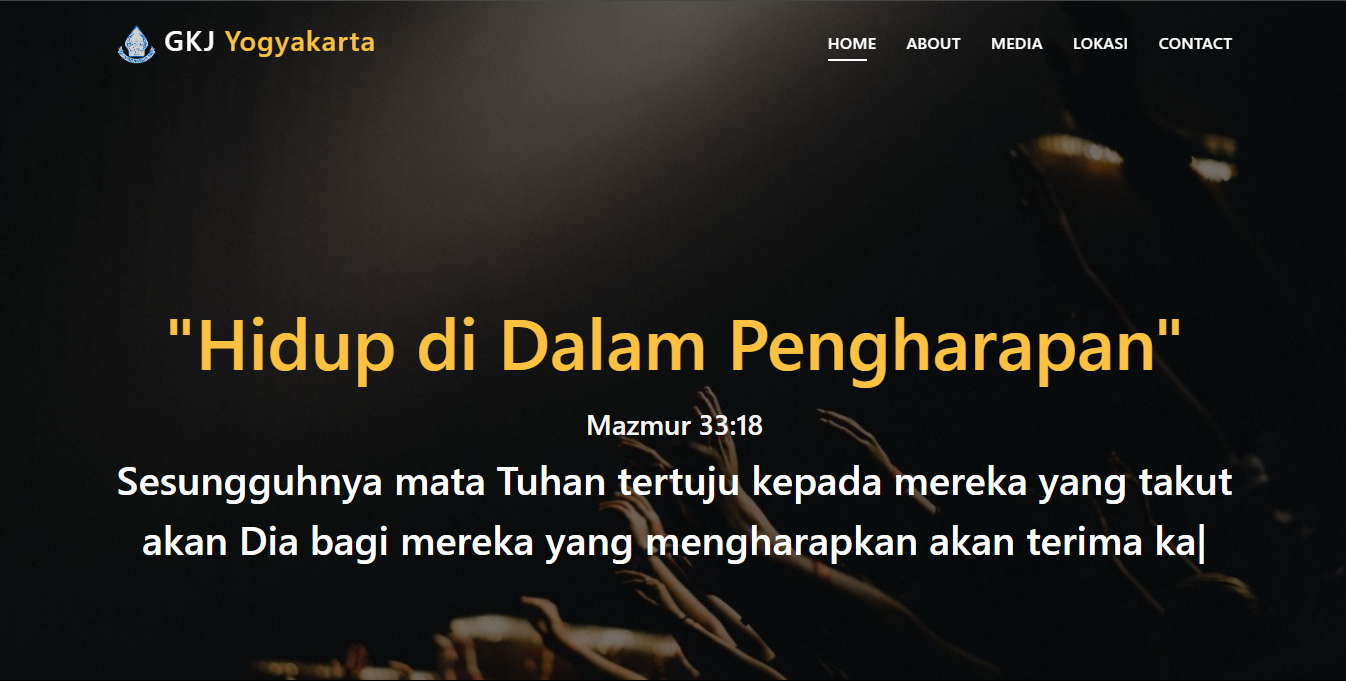 GKJ Yogyakarta
HOME ABOUT MEDIA LOKASI CONTACT
"Hidup di Dalam Pengharapan"
Mazmur 33:18
Sesungguhnya mata Tuhan tertuju kepada mereka yang takut
akan Dia bagi mereka yang mengharapkan akan terima ka|